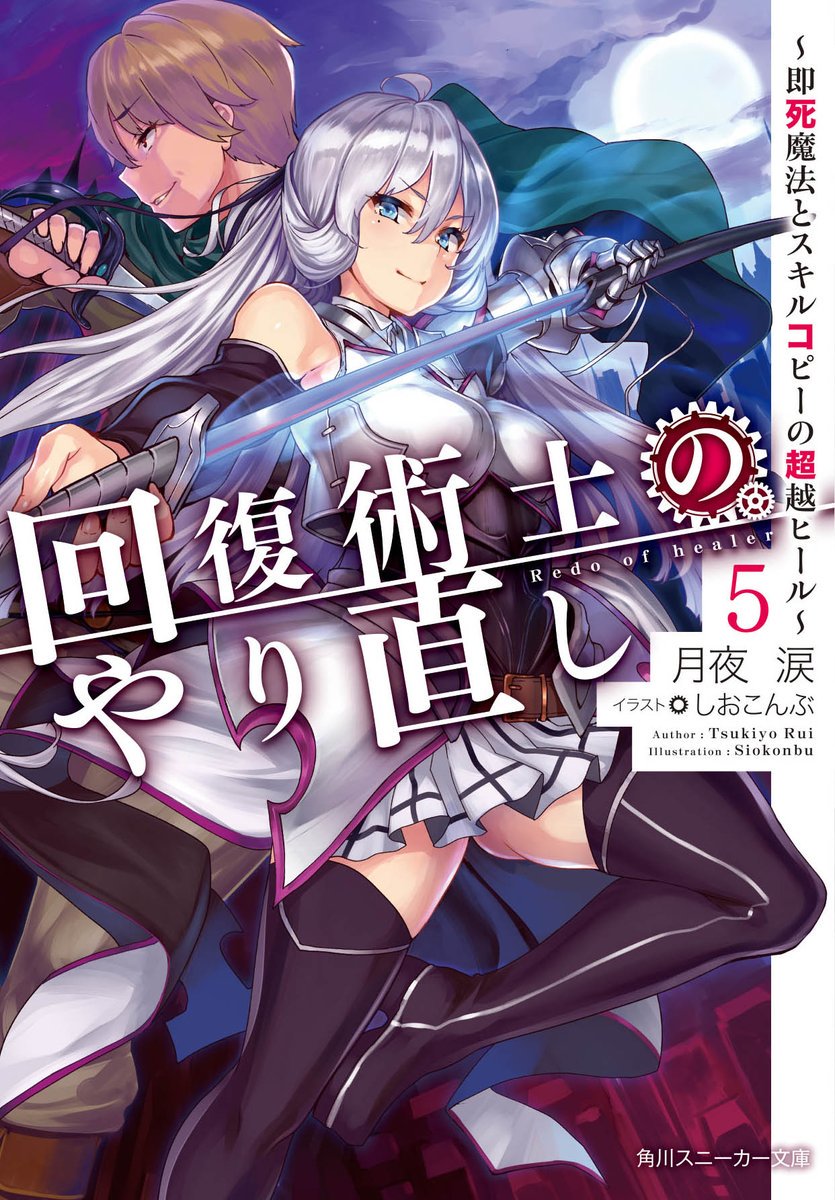 ~即死魔法とスキルコピーの超越ヒール~
回復術士の
Redo of healer
やり直し
5
月夜 涙
イラスト しおこんぶ
Author : Tsukiyo Rui
Illustration : Siokonbu
角川スニーカー文庫